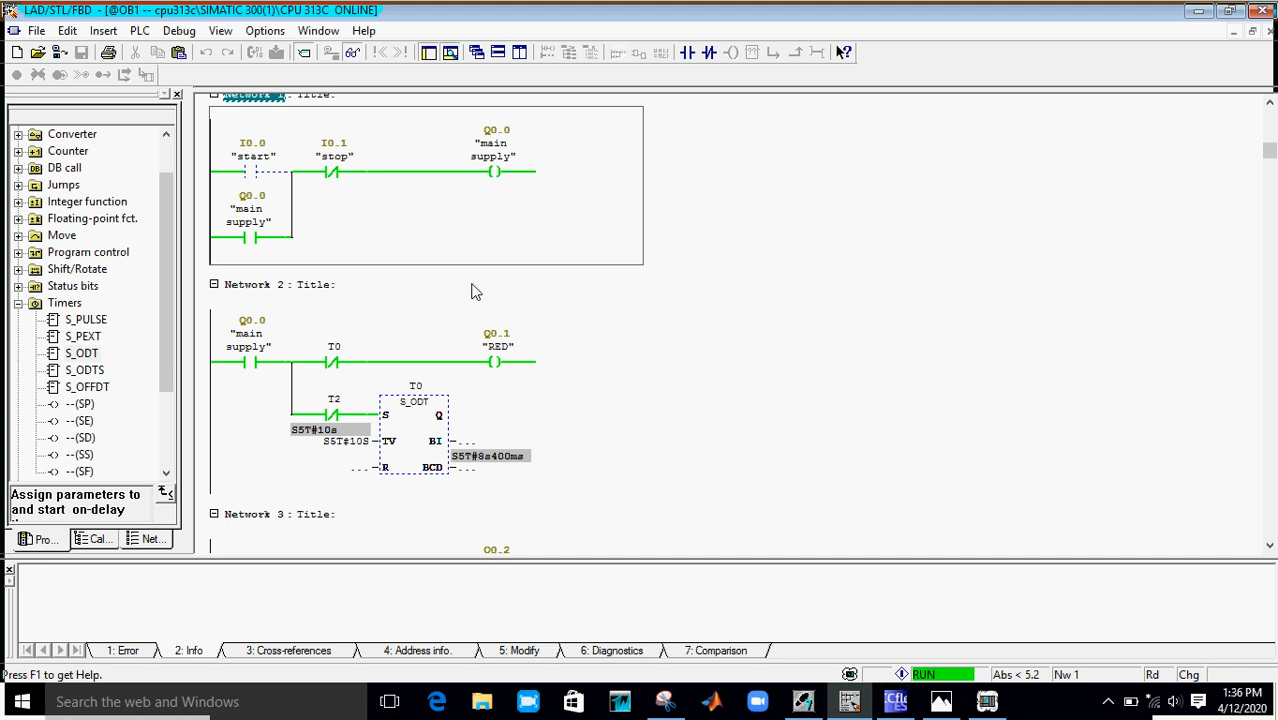 LAD/STL/FBD - [@OB1 -- cpu313c\SIMATIC 300(1)\CPU 313C ONLINE]
File Edit Insert PLC Debug View Options Window Help
Network 1: Title:
Converter
Counter
DB call
Jumps
Integer function
Floating-point fct.
Move
Program control
Shift/Rotate
Status bits
Timers
S_PULSE
S_PEXT
S_ODT
S_ODTS
S_OFFDT
--(SP)
--(SE)
--(SD)
--(SS)
--(SF)
Assign parameters to
and start on-delay
Pro... Cal... Net...
Q0.0
I0.0 I0.1 "main
"start" "stop" supply"
Q0.0
"main
supply"
Network 2: Title:
Q0.0
"main Q0.1
supply" T0 "RED"
T0
T2 S_ODT
S Q
S5T#10s
S5T#10S TV BI ...
S5T#8s400ms
... R BCD ...
Network 3: Title:
Q0.2
1: Error 2: Info 3: Cross-references 4: Address info. 5: Modify 6: Diagnostics 7: Comparison
Press F1 to get Help. RUN Abs < 5.2 Nw 1 Rd Chg
Search the web and Windows
1:36 PM
4/12/2020